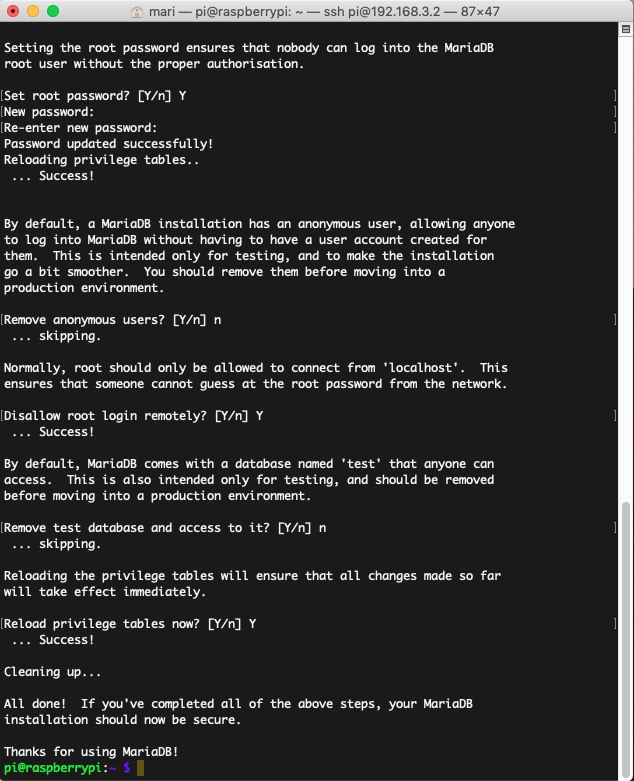 mari — pi@raspberrypi: ~ — ssh pi@192.168.3.2 — 87×47
Setting the root password ensures that nobody can log into the MariaDB
root user without the proper authorisation.
[Set root password? [Y/n] Y ]
[New password: ]
[Re-enter new password: ]
Password updated successfully!
Reloading privilege tables..
 ... Success!
By default, a MariaDB installation has an anonymous user, allowing anyone
to log into MariaDB without having to have a user account created for
them.  This is intended only for testing, and to make the installation
go a bit smoother.  You should remove them before moving into a
production environment.
[Remove anonymous users? [Y/n] n ]
 ... skipping.
Normally, root should only be allowed to connect from 'localhost'.  This
ensures that someone cannot guess at the root password from the network.
[Disallow root login remotely? [Y/n] Y ]
 ... Success!
By default, MariaDB comes with a database named 'test' that anyone can
access.  This is also intended only for testing, and should be removed
before moving into a production environment.
[Remove test database and access to it? [Y/n] n ]
 ... skipping.
Reloading the privilege tables will ensure that all changes made so far
will take effect immediately.
[Reload privilege tables now? [Y/n] Y ]
 ... Success!
Cleaning up...
All done!  If you've completed all of the above steps, your MariaDB
installation should now be secure.
Thanks for using MariaDB!
pi@raspberrypi:~ $